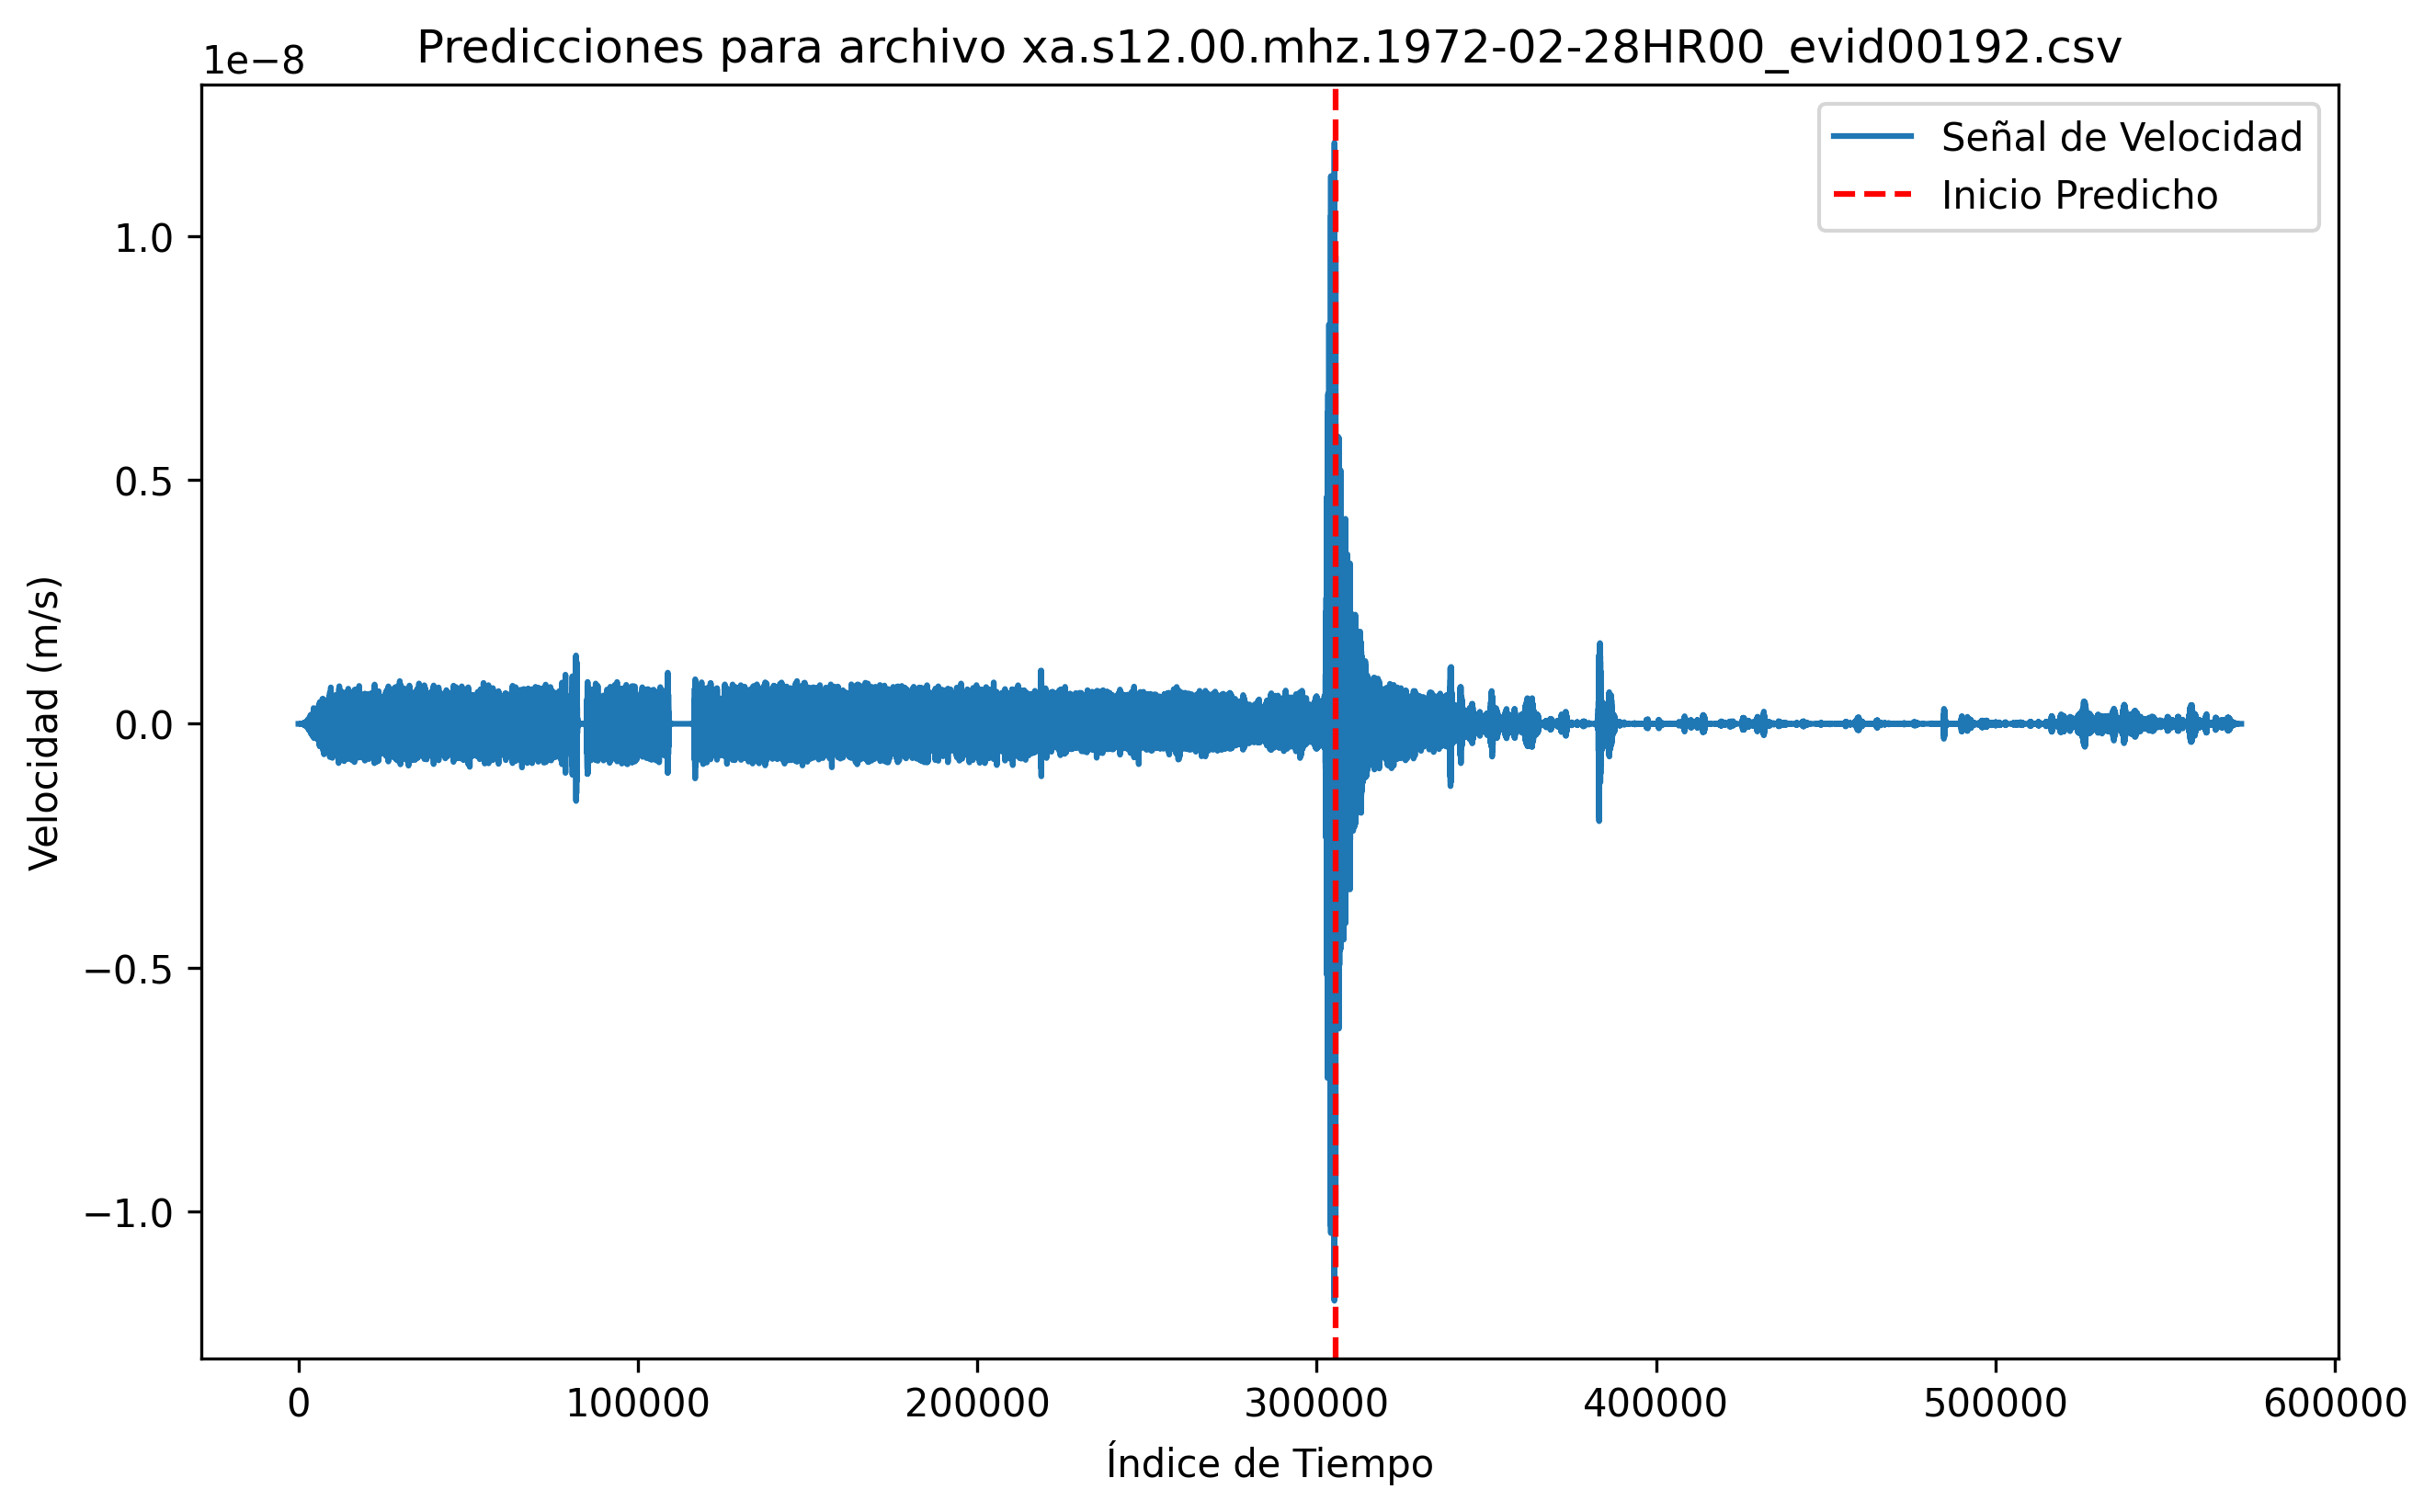 Predicciones para archivo xa.s12.00.mhz.1972-02-28HR00_evid00192.csv
1e−8
Señal de Velocidad
Inicio Predicho
1.0
0.5
0.0
−0.5
−1.0
Velocidad (m/s)
0 100000 200000 300000 400000 500000 600000
Índice de Tiempo